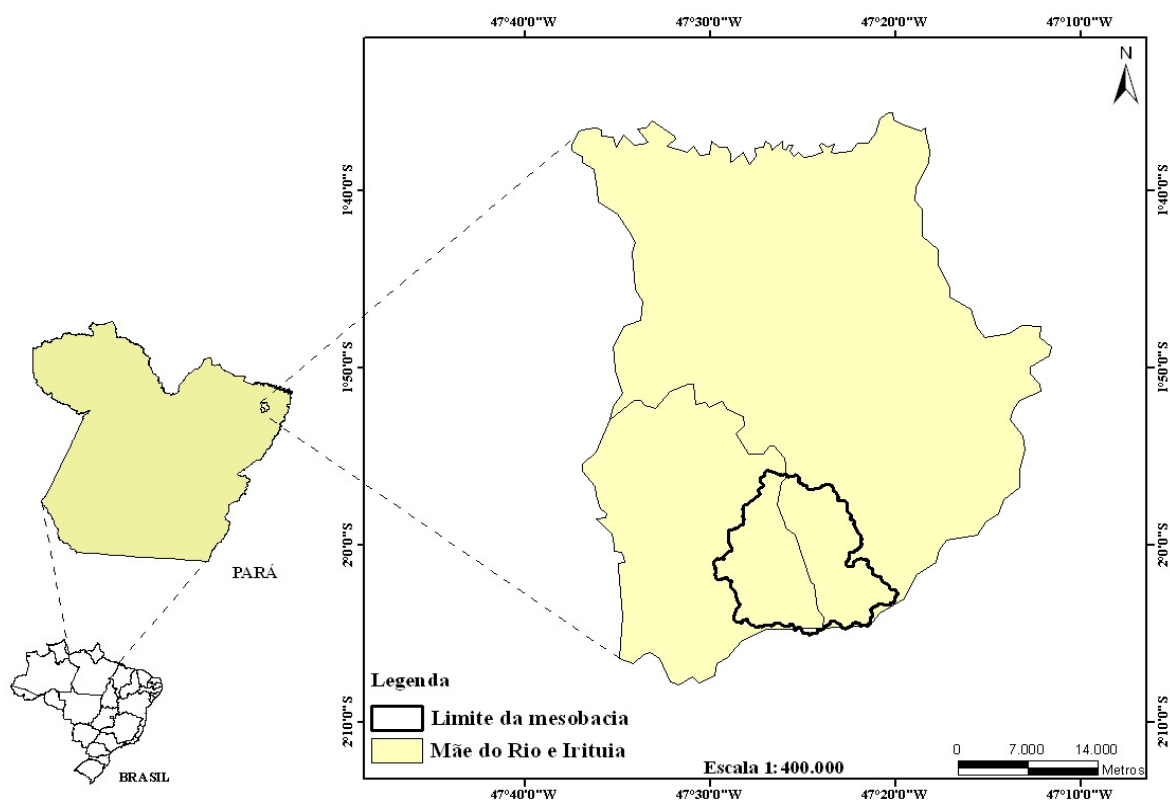 47°40'0"W 47°30'0"W 47°20'0"W 47°10'0"W
N
1°40'0"S 1°40'0"S
1°50'0"S 1°50'0"S
2°0'0"S 2°0'0"S
2°10'0"S 2°10'0"S
PARÁ
BRASIL
Legenda
Limite da mesobacia
Mãe do Rio e Irituia
Escala 1:400.000
0 7.000 14.000
Metros
47°40'0"W 47°30'0"W 47°20'0"W 47°10'0"W